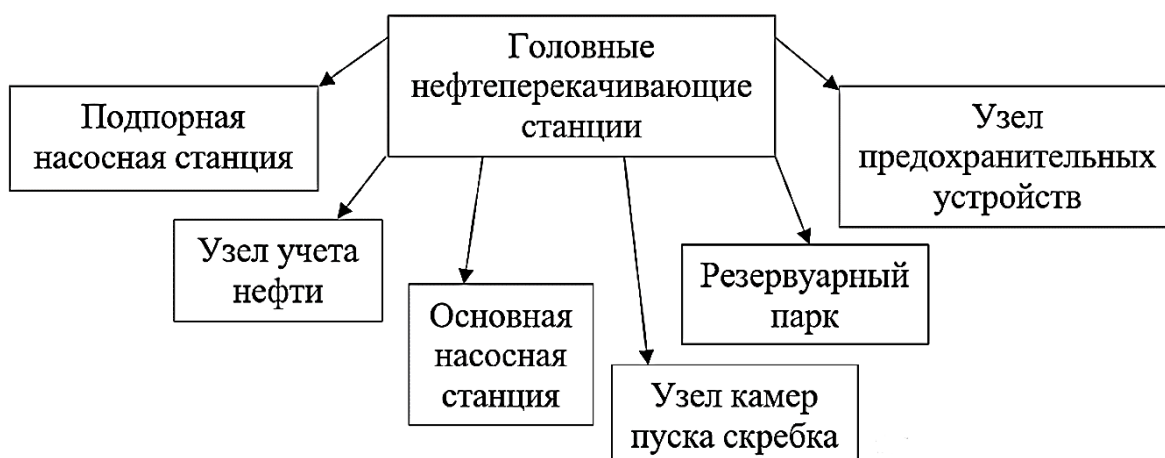 Головные
нефтеперекачивающие
станции
Подпорная
насосная станция
Узел
предохранительных
устройств
Узел учета
нефти
Резервуарный
парк
Основная
насосная
станция
Узел камер
пуска скребка